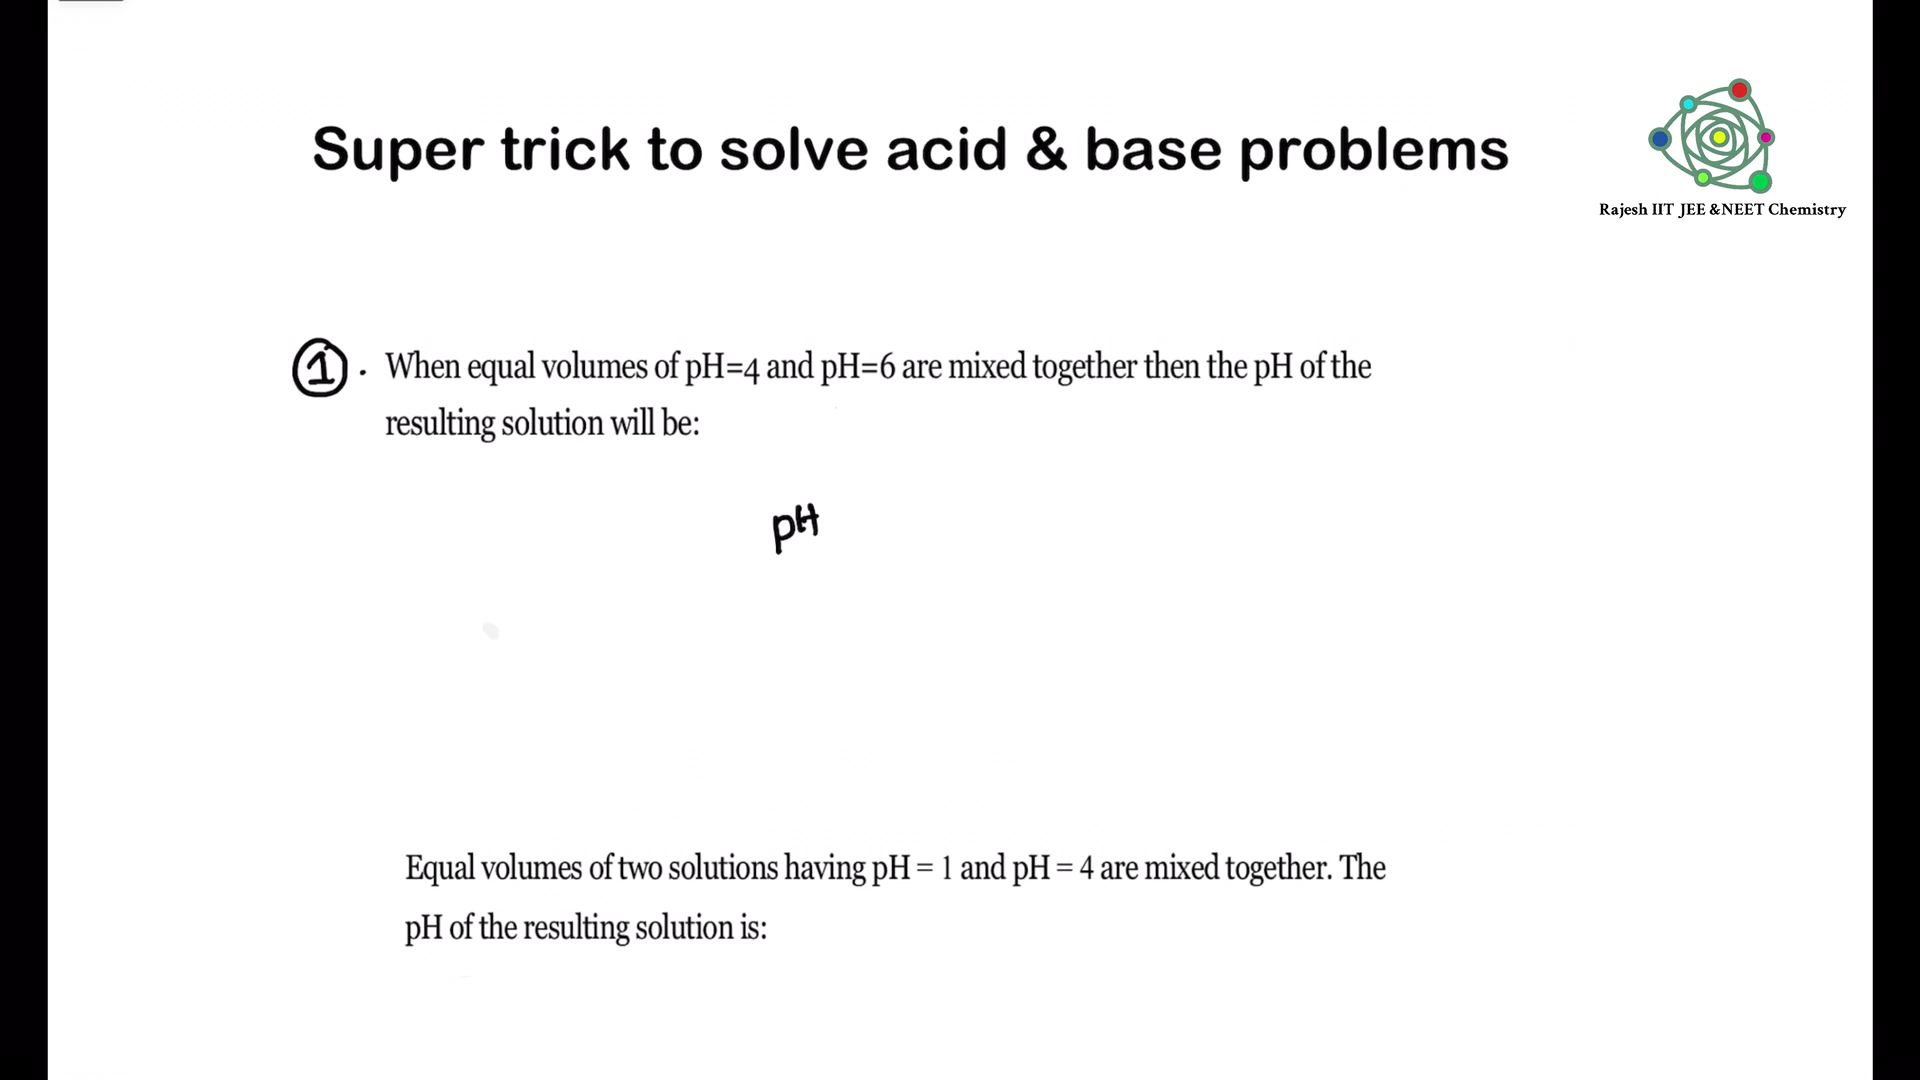 Super trick to solve acid & base problems
Rajesh IIT JEE &NEET Chemistry
1. When equal volumes of pH=4 and pH=6 are mixed together then the pH of the
resulting solution will be:
pH
Equal volumes of two solutions having pH = 1 and pH = 4 are mixed together. The
pH of the resulting solution is: